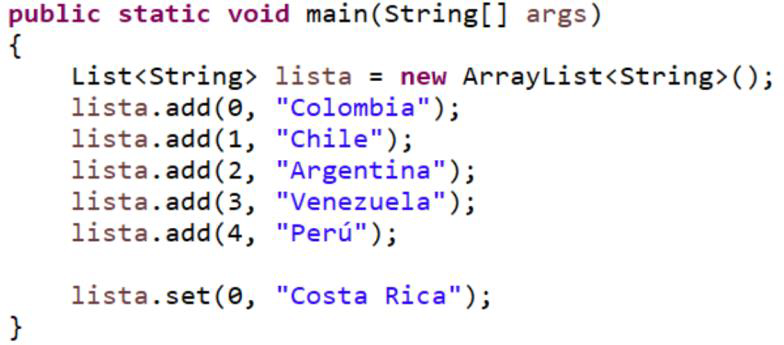 public static void main(String[] args)
{
    List<String> lista = new ArrayList<String>();
    lista.add(0, "Colombia");
    lista.add(1, "Chile");
    lista.add(2, "Argentina");
    lista.add(3, "Venezuela");
    lista.add(4, "Perú");

    lista.set(0, "Costa Rica");
}